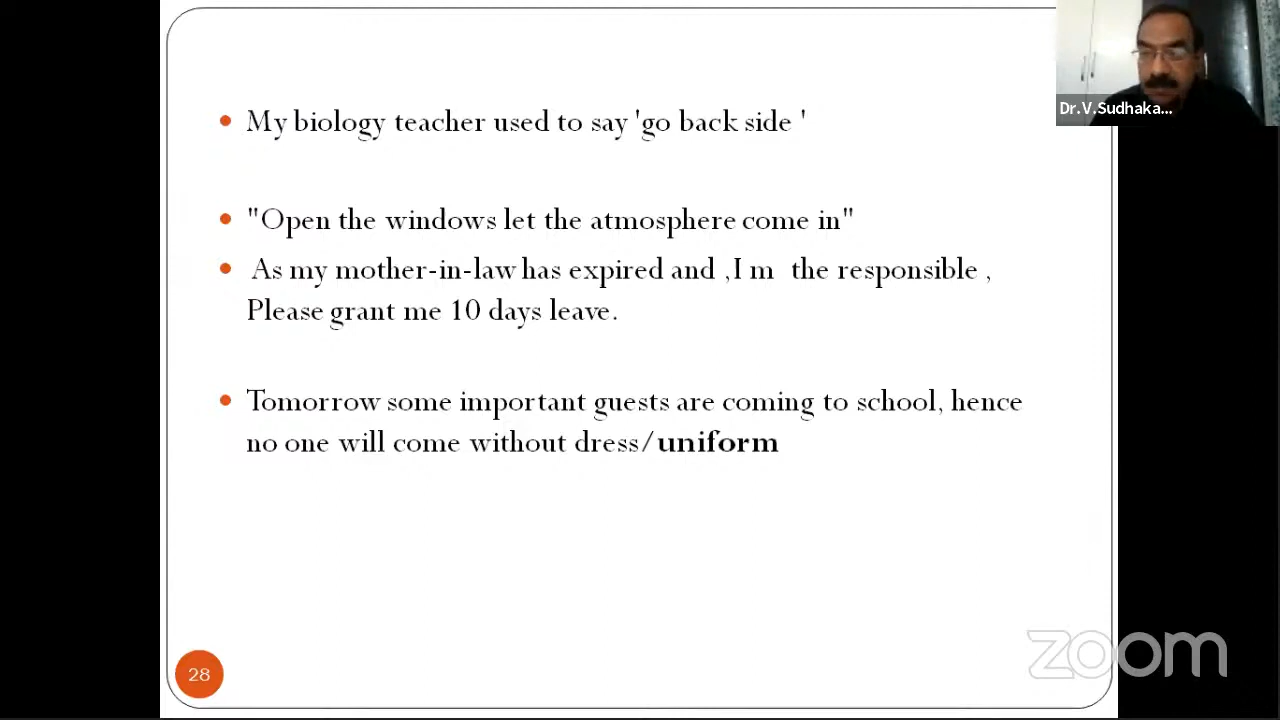 Dr.V.Sudhaka...
My biology teacher used to say 'go back side '
"Open the windows let the atmosphere come in"
As my mother-in-law has expired and ,I m the responsible ,
Please grant me 10 days leave.
Tomorrow some important guests are coming to school, hence
no one will come without dress/uniform
28
zoom